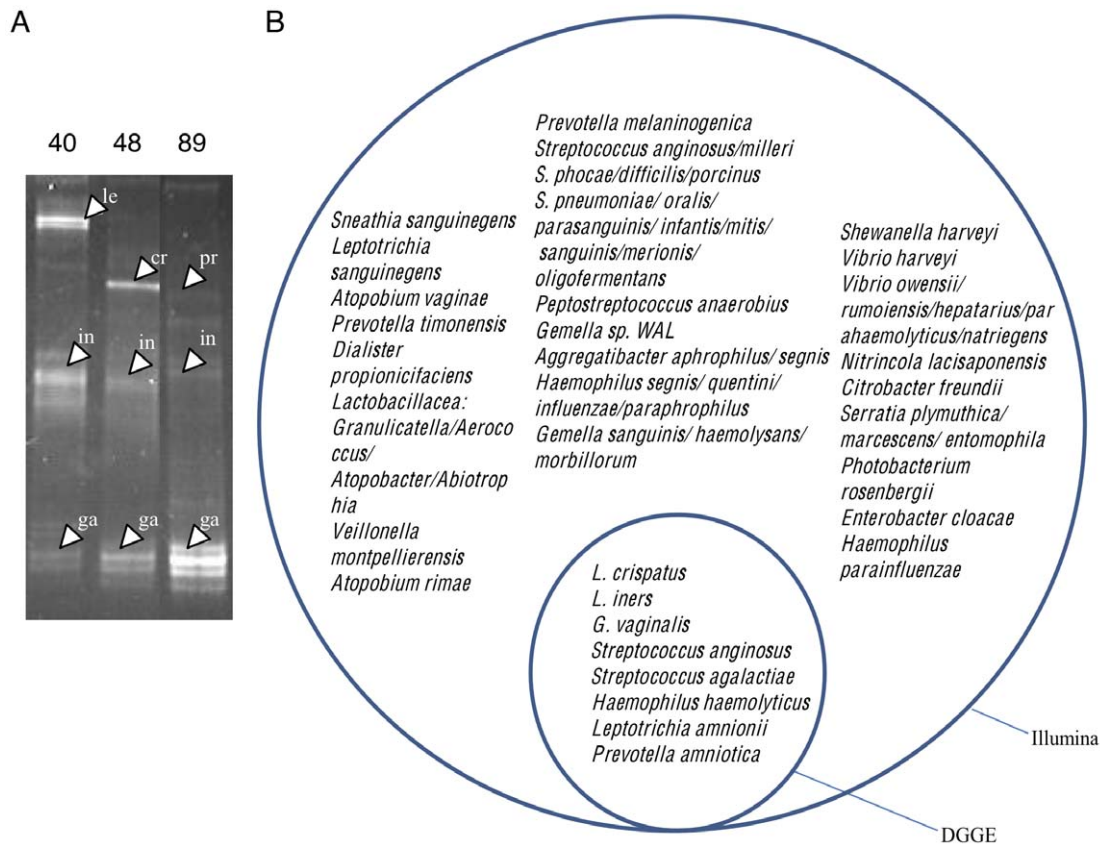 A
40 48 89
le
cr
pr
in
in
in
ga
ga
ga
B
Sneathia sanguinegens
Leptotrichia
sanguinegens
Atopobium vaginae
Prevotella timonensis
Dialister
propionicifaciens
Lactobacillacea:
Granulicatella/Aeroco
ccus/
Atopobacter/Abiotrop
hia
Veillonella
montpellierensis
Atopobium rimae
Prevotella melaninogenica
Streptococcus anginosus/milleri
S. phocae/difficilis/porcinus
S. pneumoniae/ oralis/
parasanguinis/ infantis/mitis/
sanguinis/merionis/
oligofermentans
Peptostreptococcus anaerobius
Gemella sp. WAL
Aggregatibacter aphrophilus/ segnis
Haemophilus segnis/ quentini/
influenzae/paraphrophilus
Gemella sanguinis/ haemolysans/
morbillorum
Shewanella harveyi
Vibrio harveyi
Vibrio owensii/
rumoiensis/hepatarius/par
ahaemolyticus/natriegens
Nitrincola lacisaponensis
Citrobacter freundii
Serratia plymuthica/
marcescens/ entomophila
Photobacterium
rosenbergii
Enterobacter cloacae
Haemophilus
parainfluenzae
L. crispatus
L. iners
G. vaginalis
Streptococcus anginosus
Streptococcus agalactiae
Haemophilus haemolyticus
Leptotrichia amnionii
Prevotella amniotica
Illumina
DGGE